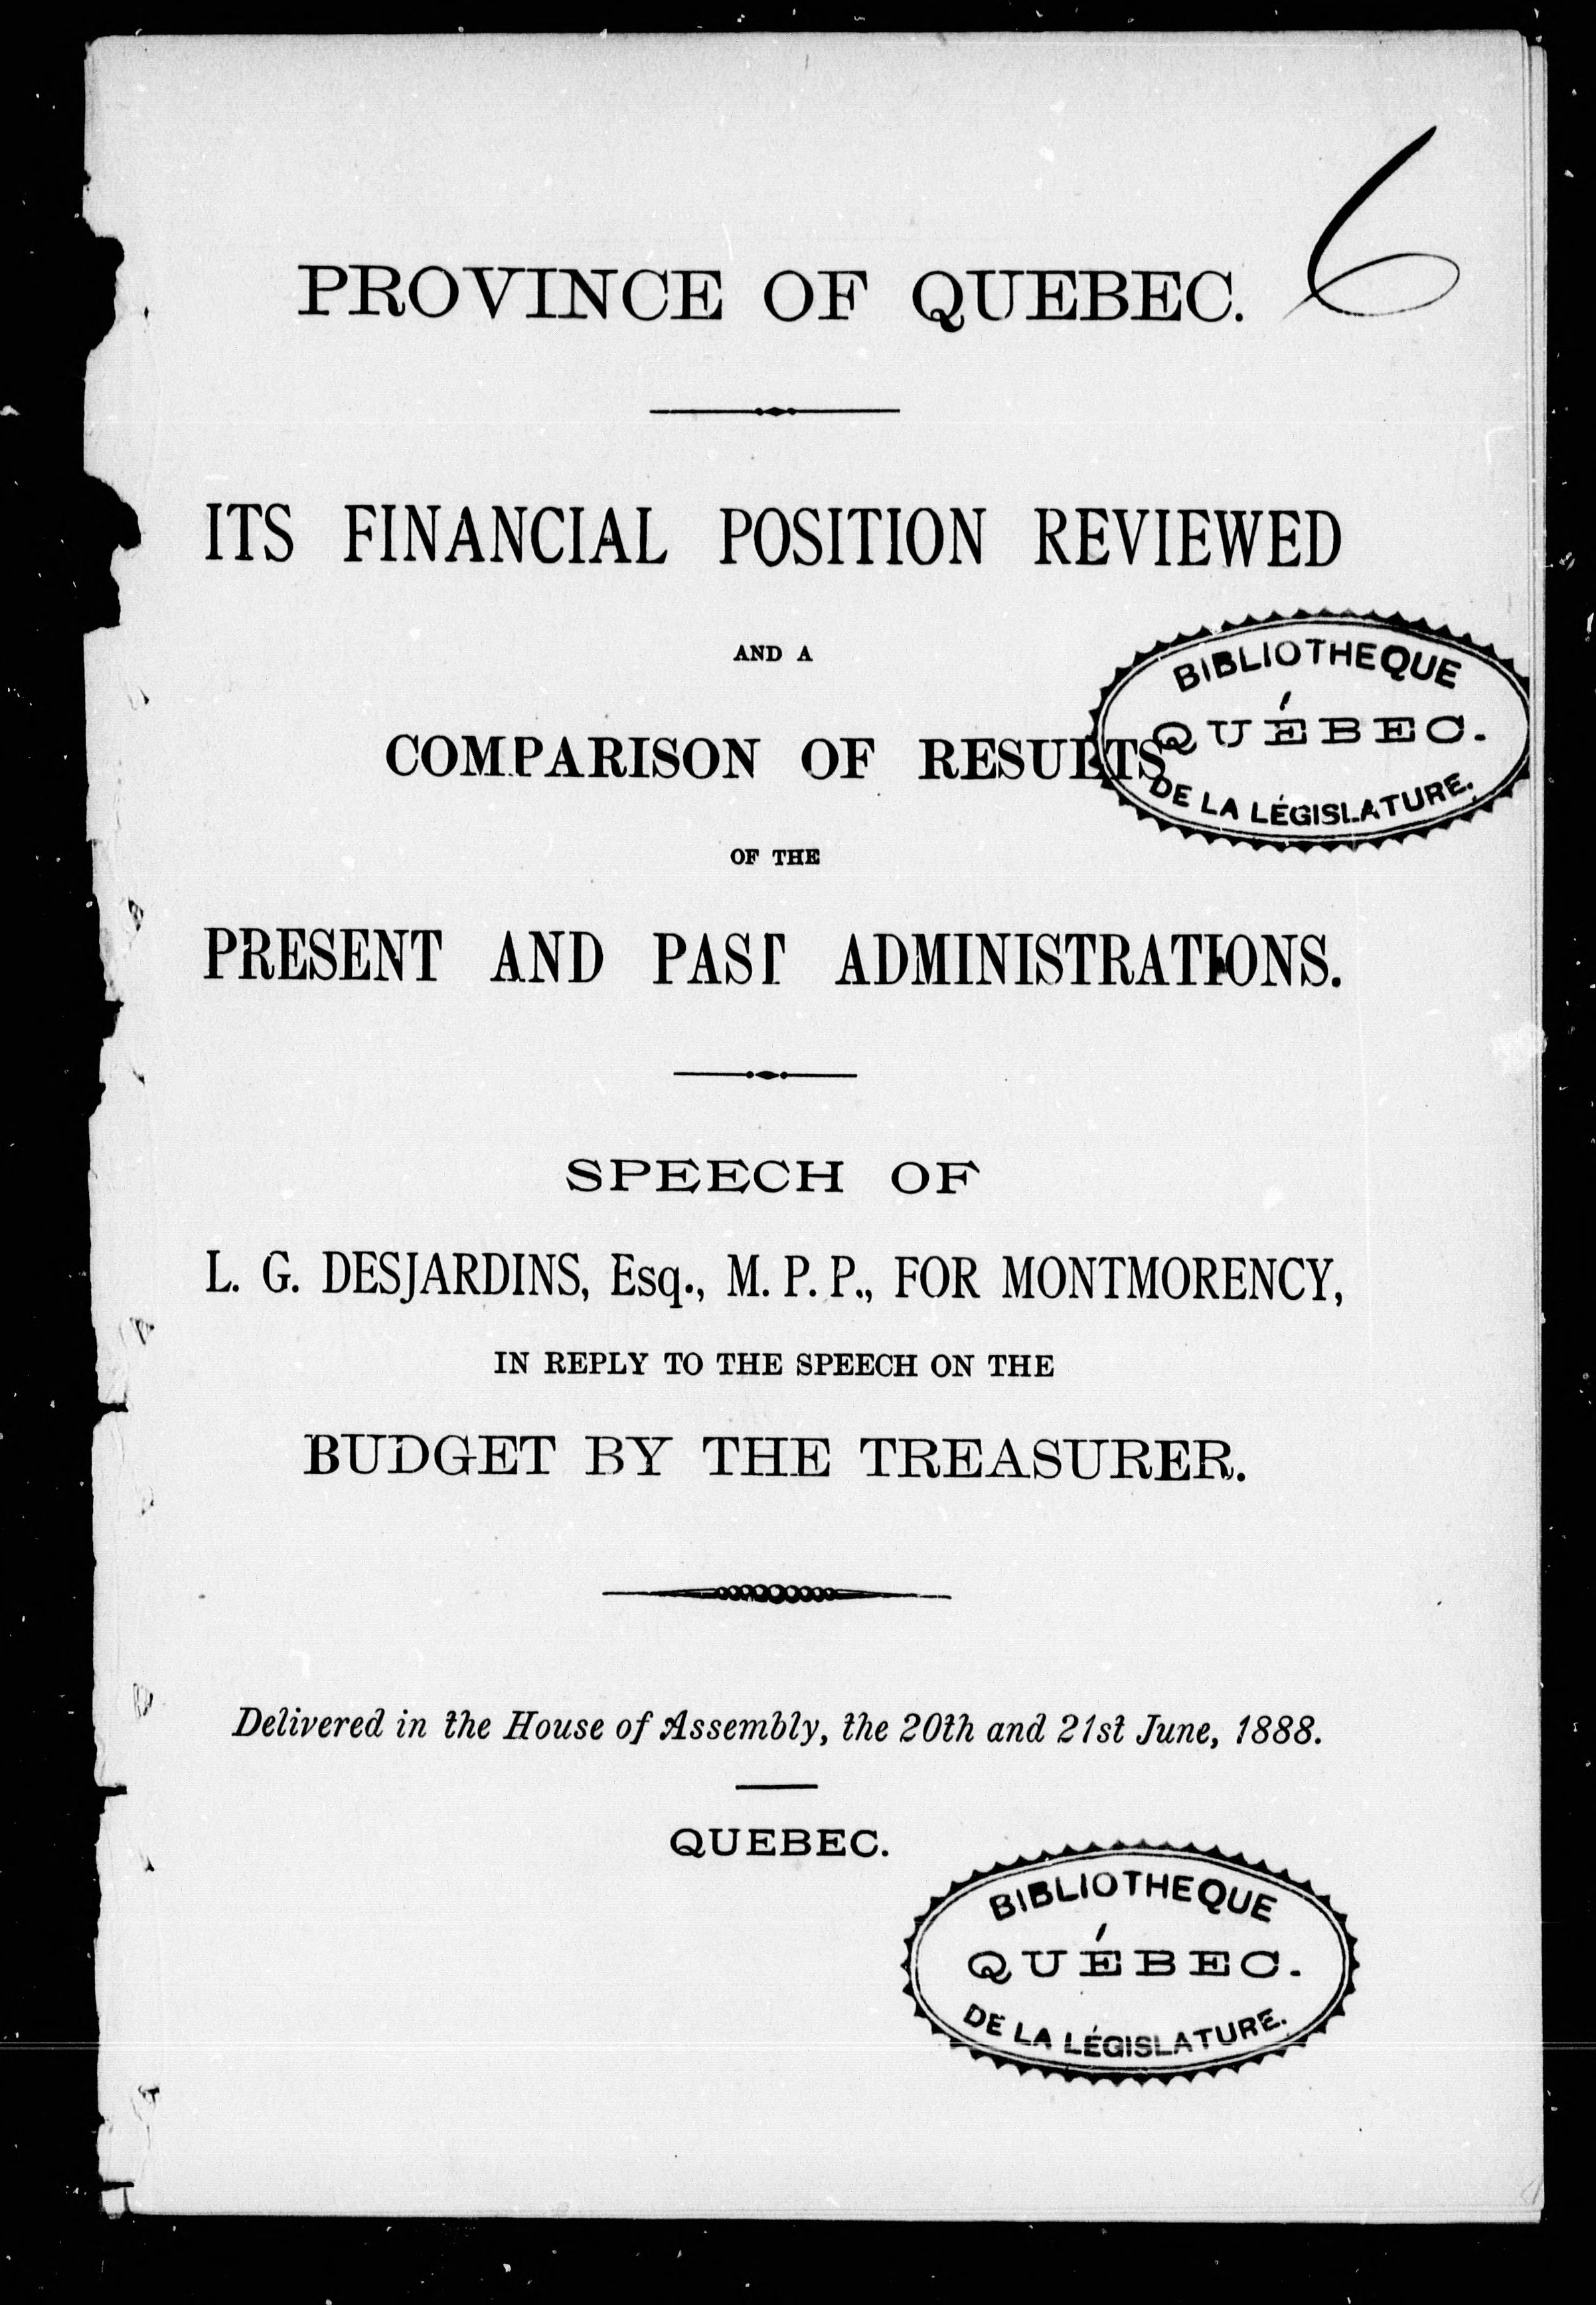 6
PROVINCE OF QUEBEC.
ITS FINANCIAL POSITION REVIEWED
AND A
COMPARISON OF RESULTS
BIBLIOTHEQUE
QUÉBEC.
DE LA LÉGISLATURE.
OF THE
PRESENT AND PAST ADMINISTRATIONS.
SPEECH OF
L. G. DESJARDINS, Esq., M. P. P., FOR MONTMORENCY,
IN REPLY TO THE SPEECH ON THE
BUDGET BY THE TREASURER.
Delivered in the House of Assembly, the 20th and 21st June, 1888.
QUEBEC.
BIBLIOTHEQUE
QUÉBEC.
DE LA LÉGISLATURE.